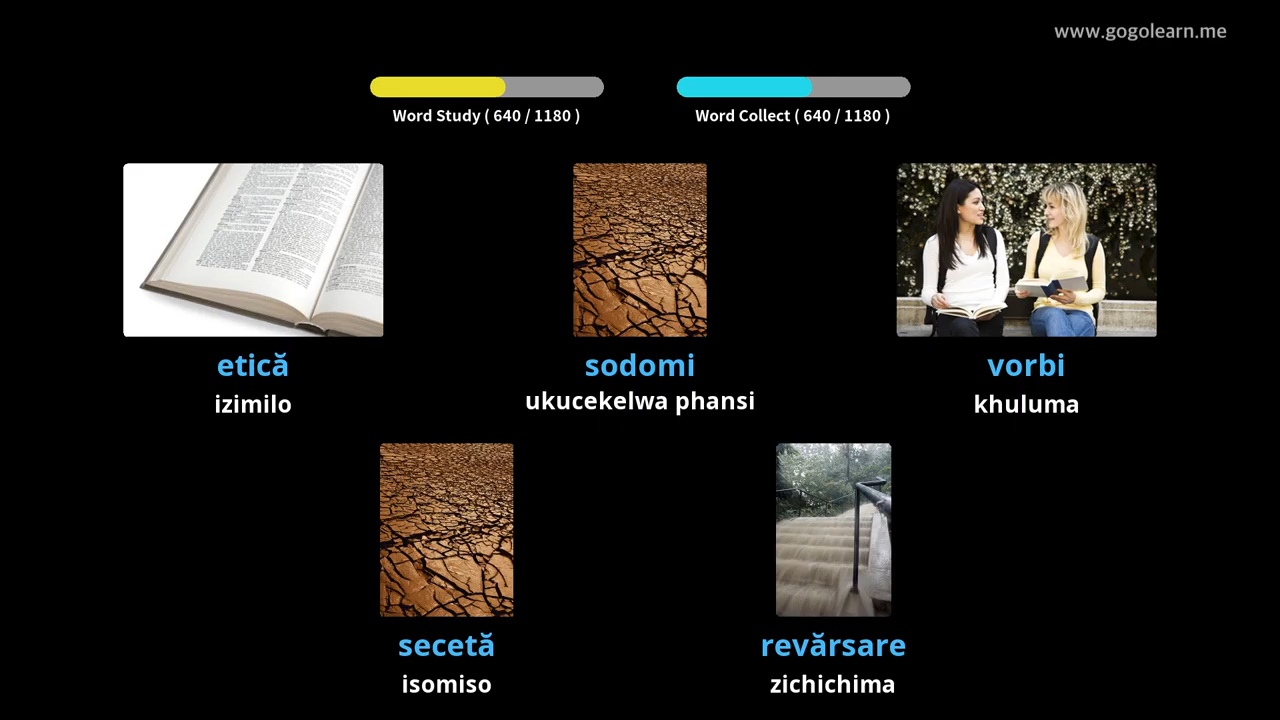 www.gogolearn.me
Word Study ( 640 / 1180 )
Word Collect ( 640 / 1180 )
etică
izimilo
sodomi
ukucekelwa phansi
vorbi
khuluma
secetă
isomiso
revărsare
zichichima